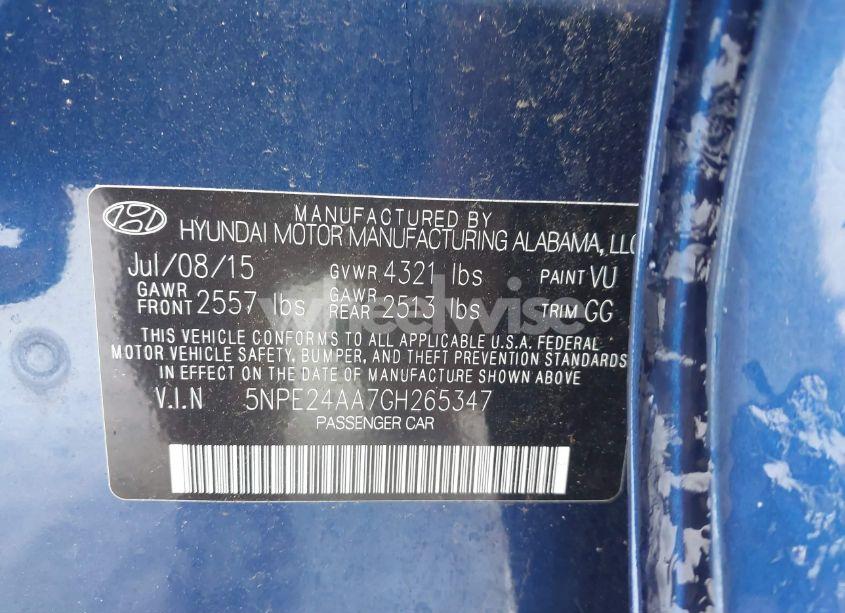 MANUFACTURED BY
HYUNDAI MOTOR MANUFACTURING ALABAMA, LLC
Jul/08/15 GVWR 4321 lbs PAINT VU
GAWR FRONT 2557 lbs GAWR REAR 2513 lbs TRIM GG
THIS VEHICLE CONFORMS TO ALL APPLICABLE U.S.A. FEDERAL
MOTOR VEHICLE SAFETY, BUMPER, AND THEFT PREVENTION STANDARDS
IN EFFECT ON THE DATE OF MANUFACTURE SHOWN ABOVE.
V.I.N 5NPE24AA7GH265347
PASSENGER CAR
wheelwise